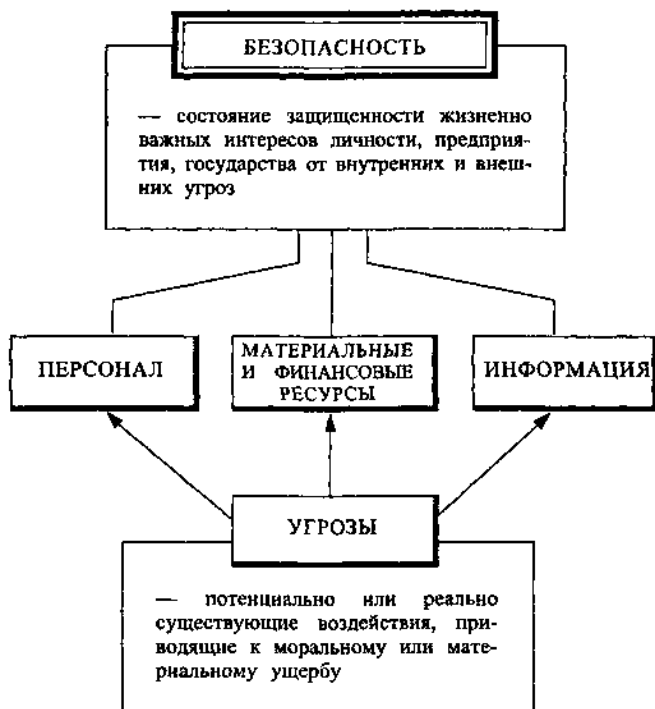 БЕЗОПАСНОСТЬ
— состояние защищенности жизненно
важных интересов личности, предприя-
тия, государства от внутренних и внеш-
них угроз
ПЕРСОНАЛ
МАТЕРИАЛЬНЫЕ
И ФИНАНСОВЫЕ
РЕСУРСЫ
ИНФОРМАЦИЯ
УГРОЗЫ
— потенциально или реально
существующие воздействия, при-
водящие к моральному или мате-
риальному ущербу